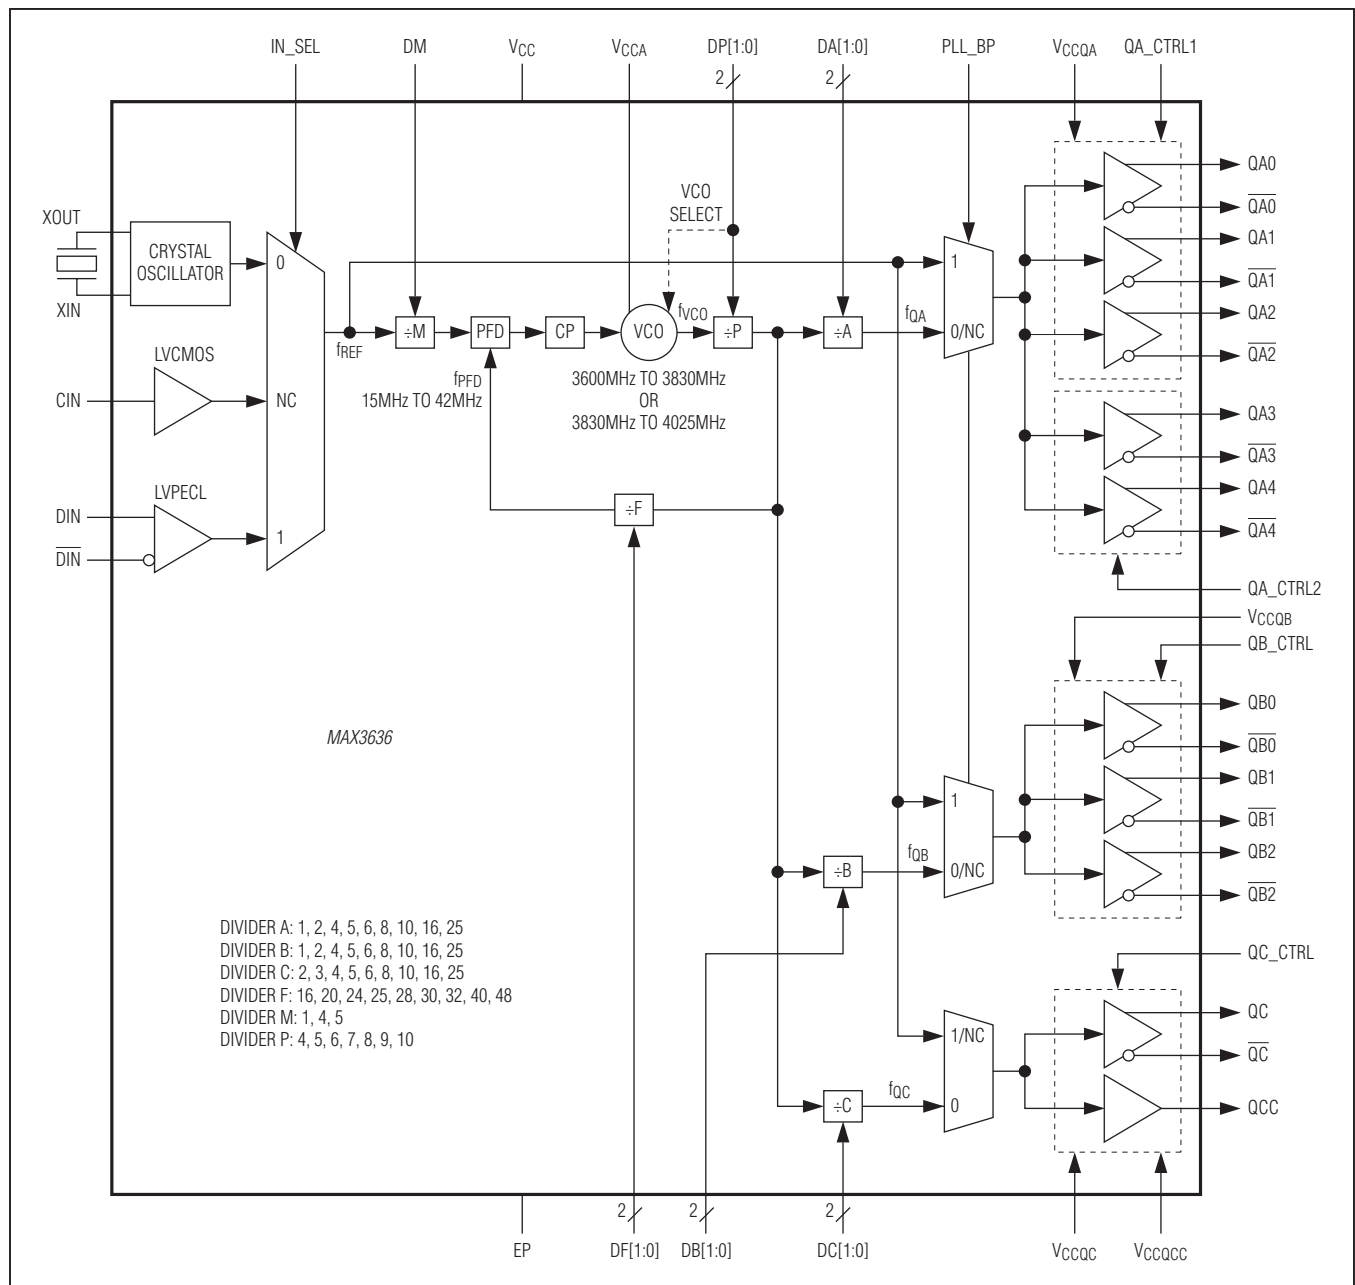 IN_SEL DM VCC VCCA DP[1:0] DA[1:0] PLL_BP VCCQA QA_CTRL1
2 2
QA0
QA0
VCO
SELECT
XOUT
CRYSTAL
OSCILLATOR
XIN
0
1
QA1
QA1
QA2
QA2
fREF
÷M
PFD
CP
VCO
fVCO
÷P
÷A
fQA
0/NC
fPFD
15MHz TO 42MHz
3600MHz TO 3830MHz
OR
3830MHz TO 4025MHz
LVCMOS
CIN
NC
QA3
QA3
QA4
QA4
LVPECL
DIN
DIN
1
÷F
QA_CTRL2
VCCQB
QB_CTRL
QB0
QB0
MAX3636
1
QB1
QB1
÷B
fQB
0/NC
QB2
QB2
DIVIDER A: 1, 2, 4, 5, 6, 8, 10, 16, 25
DIVIDER B: 1, 2, 4, 5, 6, 8, 10, 16, 25
DIVIDER C: 2, 3, 4, 5, 6, 8, 10, 16, 25
DIVIDER F: 16, 20, 24, 25, 28, 30, 32, 40, 48
DIVIDER M: 1, 4, 5
DIVIDER P: 4, 5, 6, 7, 8, 9, 10
QC_CTRL
QC
QC
1/NC
÷C
fQC
0
QCC
2 2 2
EP DF[1:0] DB[1:0] DC[1:0] VCCQC VCCQCC